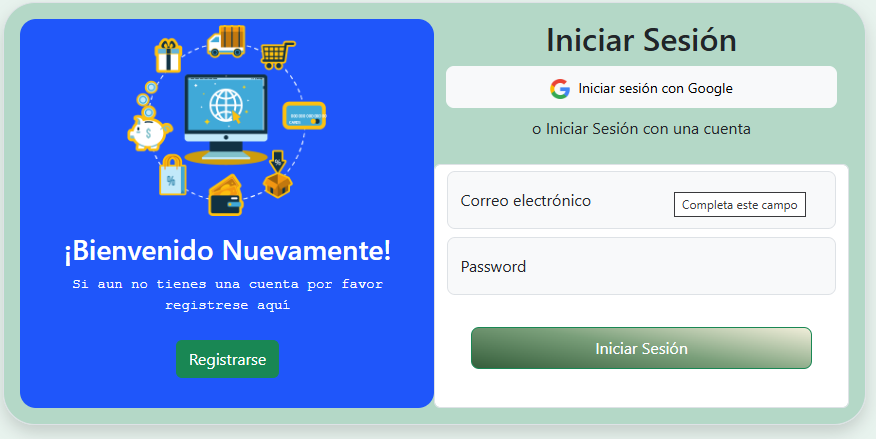 ¡Bienvenido Nuevamente!
Si aun no tienes una cuenta por favor
registrese aquí
Registrarse
Iniciar Sesión
Iniciar sesión con Google
o Iniciar Sesión con una cuenta
Correo electrónico
Completa este campo
Password
Iniciar Sesión